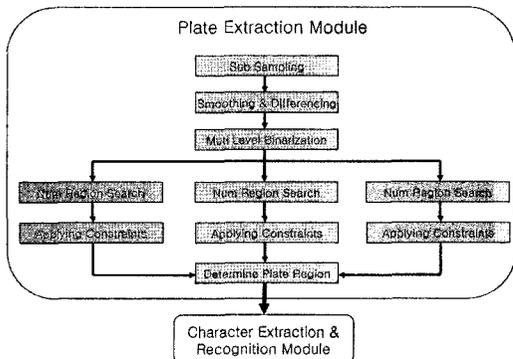 Plate Extraction Module
Sub Sampling
Smoothing & Differencing
Multi Level Binarization
Num Region Search
Num Region Search
Num Region Search
Applying Constraints
Applying Constraints
Applying Constraints
Determine Plate Region
Character Extraction &
Recognition Module